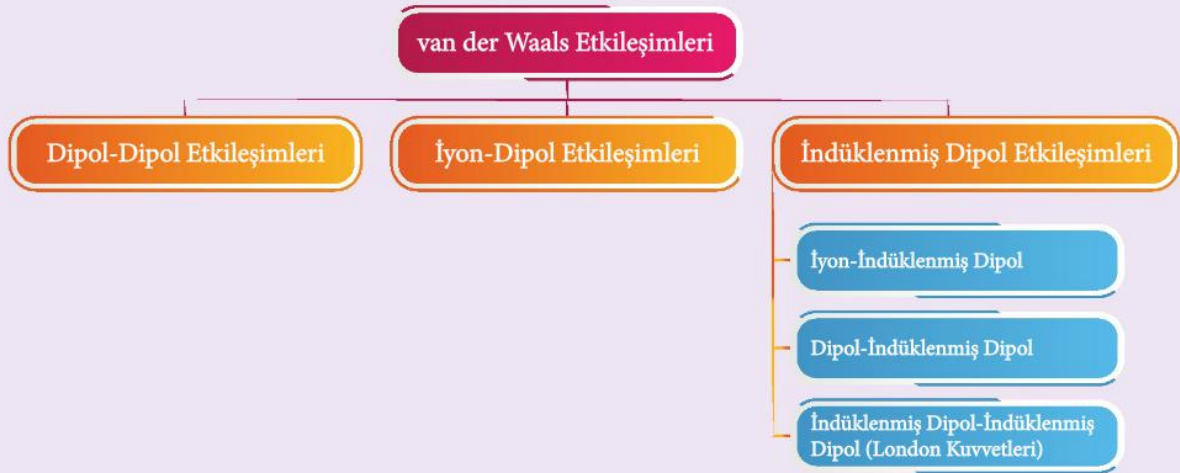 van der Waals Etkileşimleri
Dipol-Dipol Etkileşimleri
İyon-Dipol Etkileşimleri
İndüklenmiş Dipol Etkileşimleri
İyon-İndüklenmiş Dipol
Dipol-İndüklenmiş Dipol
İndüklenmiş Dipol-İndüklenmiş
Dipol (London Kuvvetleri)